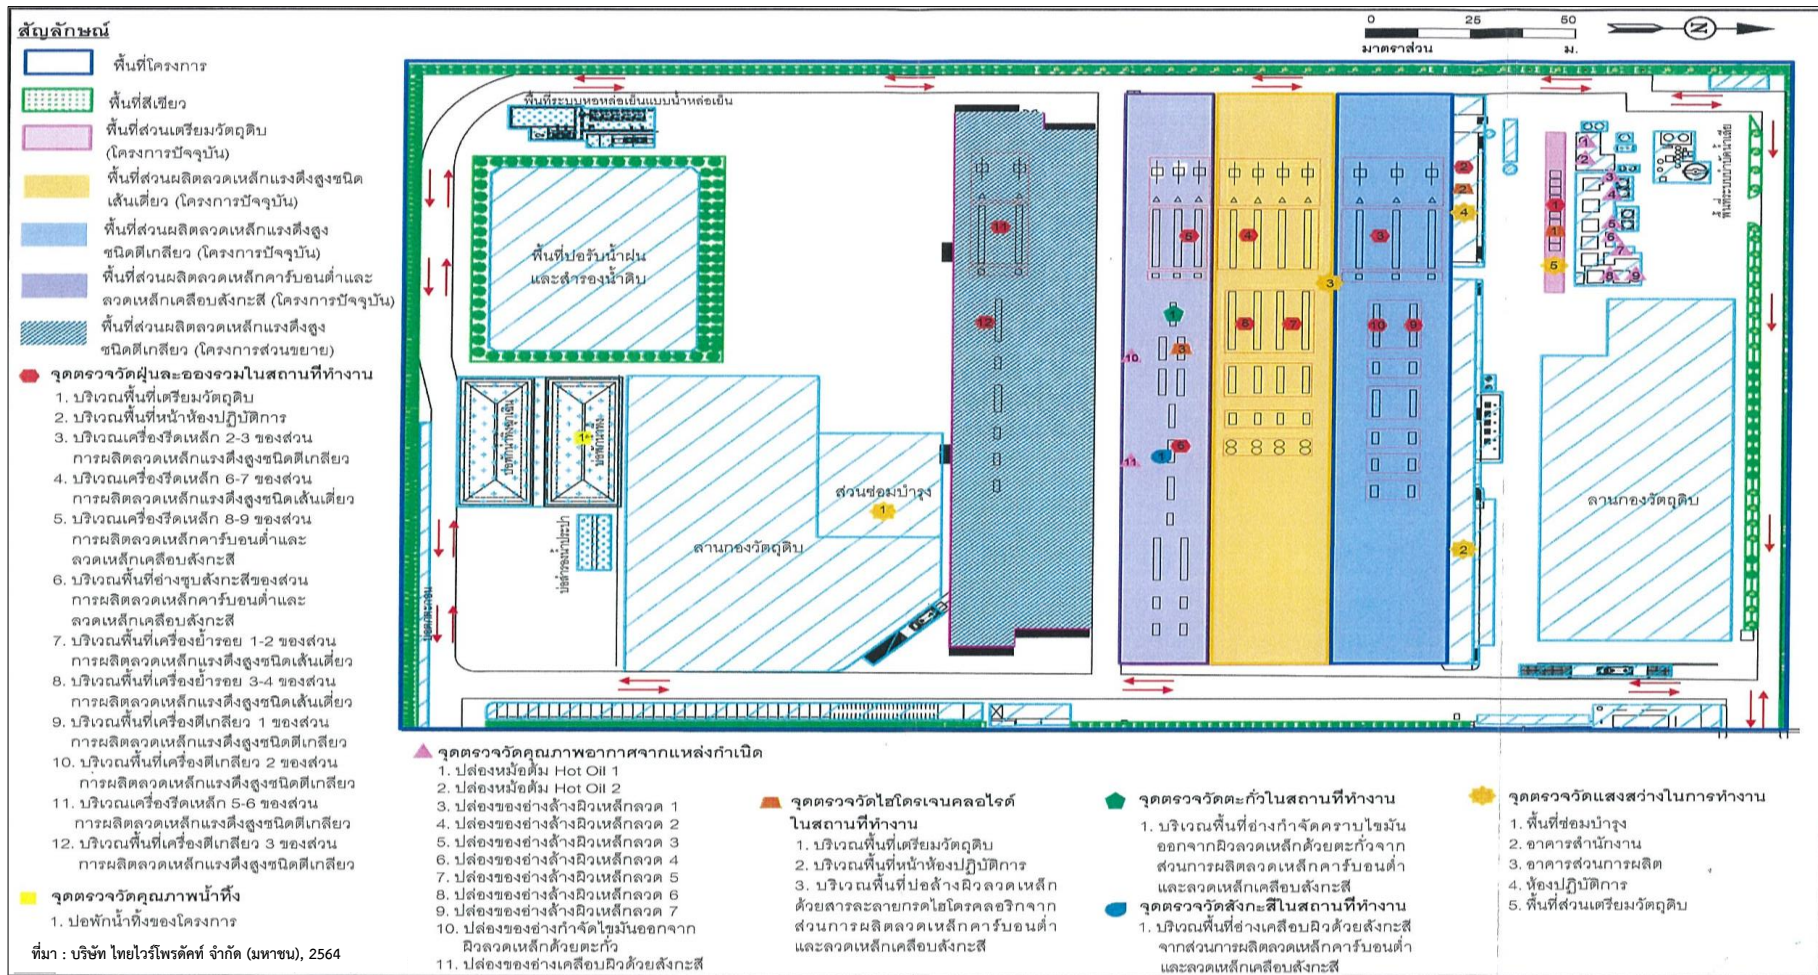 สัญลักษณ์
พื้นที่โครงการ
พื้นที่สีเขียว
พื้นที่ส่วนเตรียมวัตถุดิบ
(โครงการปัจจุบัน)
พื้นที่ส่วนผลิตลวดเหล็กแรงดึงสูงชนิด
เส้นเดี่ยว (โครงการปัจจุบัน)
พื้นที่ส่วนผลิตลวดเหล็กแรงดึงสูง
ชนิดตีเกลียว (โครงการปัจจุบัน)
พื้นที่ส่วนผลิตลวดเหล็กคาร์บอนต่ำและ
ลวดเหล็กเคลือบสังกะสี (โครงการปัจจุบัน)
พื้นที่ส่วนผลิตลวดเหล็กแรงดึงสูง
ชนิดตีเกลียว (โครงการส่วนขยาย)
จุดตรวจวัดฝุ่นละอองรวมในสถานที่ทำงาน
1. บริเวณพื้นที่เตรียมวัตถุดิบ
2. บริเวณพื้นที่หน้าห้องปฏิบัติการ
3. บริเวณเครื่องรีดเหล็ก 2-3 ของส่วน
การผลิตลวดเหล็กแรงดึงสูงชนิดตีเกลียว
4. บริเวณเครื่องรีดเหล็ก 6-7 ของส่วน
การผลิตลวดเหล็กแรงดึงสูงชนิดเส้นเดี่ยว
5. บริเวณเครื่องรีดเหล็ก 8-9 ของส่วน
การผลิตลวดเหล็กคาร์บอนต่ำและ
ลวดเหล็กเคลือบสังกะสี
6. บริเวณพื้นที่อ่างชุบสังกะสีของส่วน
การผลิตลวดเหล็กคาร์บอนต่ำและ
ลวดเหล็กเคลือบสังกะสี
7. บริเวณพื้นที่เครื่องย้ำรอย 1-2 ของส่วน
การผลิตลวดเหล็กแรงดึงสูงชนิดเส้นเดี่ยว
8. บริเวณพื้นที่เครื่องย้ำรอย 3-4 ของส่วน
การผลิตลวดเหล็กแรงดึงสูงชนิดเส้นเดี่ยว
9. บริเวณพื้นที่เครื่องตีเกลียว 1 ของส่วน
การผลิตลวดเหล็กแรงดึงสูงชนิดตีเกลียว
10. บริเวณพื้นที่เครื่องตีเกลียว 2 ของส่วน
การผลิตลวดเหล็กแรงดึงสูงชนิดตีเกลียว
11. บริเวณเครื่องรีดเหล็ก 5-6 ของส่วน
การผลิตลวดเหล็กแรงดึงสูงชนิดตีเกลียว
12. บริเวณพื้นที่เครื่องตีเกลียว 3 ของส่วน
การผลิตลวดเหล็กแรงดึงสูงชนิดตีเกลียว
จุดตรวจวัดคุณภาพน้ำทิ้ง
1. บ่อพักน้ำทิ้งของโครงการ
ที่มา : บริษัท ไทยไวร์โพรดัคท์ จำกัด (มหาชน), 2564
0 25 50
มาตราส่วน ม.
N
พื้นที่ระบบหอหล่อเย็นแบบน้ำหล่อเย็น
พื้นที่บ่อรับน้ำฝน
และสำรองน้ำดิบ
พื้นที่ระบบบำบัดน้ำเสีย
บ่อพักน้ำทิ้งฉุกเฉิน
บ่อพักน้ำทิ้ง
บ่อสำรองน้ำประปา
ส่วนซ่อมบำรุง
ลานกองวัตถุดิบ
ลานกองวัตถุดิบ
จุดตรวจวัดคุณภาพอากาศจากแหล่งกำเนิด
1. ปล่องหม้อต้ม Hot Oil 1
2. ปล่องหม้อต้ม Hot Oil 2
3. ปล่องของอ่างล้างผิวเหล็กลวด 1
4. ปล่องของอ่างล้างผิวเหล็กลวด 2
5. ปล่องของอ่างล้างผิวเหล็กลวด 3
6. ปล่องของอ่างล้างผิวเหล็กลวด 4
7. ปล่องของอ่างล้างผิวเหล็กลวด 5
8. ปล่องของอ่างล้างผิวเหล็กลวด 6
9. ปล่องของอ่างล้างผิวเหล็กลวด 7
10. ปล่องของอ่างกำจัดไขมันออกจาก
ผิวลวดเหล็กด้วยตะกั่ว
11. ปล่องของอ่างเคลือบผิวด้วยสังกะสี
จุดตรวจวัดไฮโดรเจนคลอไรด์
ในสถานที่ทำงาน
1. บริเวณพื้นที่เตรียมวัตถุดิบ
2. บริเวณพื้นที่หน้าห้องปฏิบัติการ
3. บริเวณพื้นที่บ่อล้างผิวลวดเหล็ก
ด้วยสารละลายกรดไฮโดรคลอริกจาก
ส่วนการผลิตลวดเหล็กคาร์บอนต่ำ
และลวดเหล็กเคลือบสังกะสี
จุดตรวจวัดตะกั่วในสถานที่ทำงาน
1. บริเวณพื้นที่อ่างกำจัดคราบไขมัน
ออกจากผิวลวดเหล็กด้วยตะกั่วจาก
ส่วนการผลิตลวดเหล็กคาร์บอนต่ำ
และลวดเหล็กเคลือบสังกะสี
จุดตรวจวัดสังกะสีในสถานที่ทำงาน
1. บริเวณพื้นที่อ่างเคลือบผิวด้วยสังกะสี
จากส่วนการผลิตลวดเหล็กคาร์บอนต่ำ
และลวดเหล็กเคลือบสังกะสี
จุดตรวจวัดแสงสว่างในการทำงาน
1. พื้นที่ซ่อมบำรุง
2. อาคารสำนักงาน
3. อาคารส่วนการผลิต
4. ห้องปฏิบัติการ
5. พื้นที่ส่วนเตรียมวัตถุดิบ